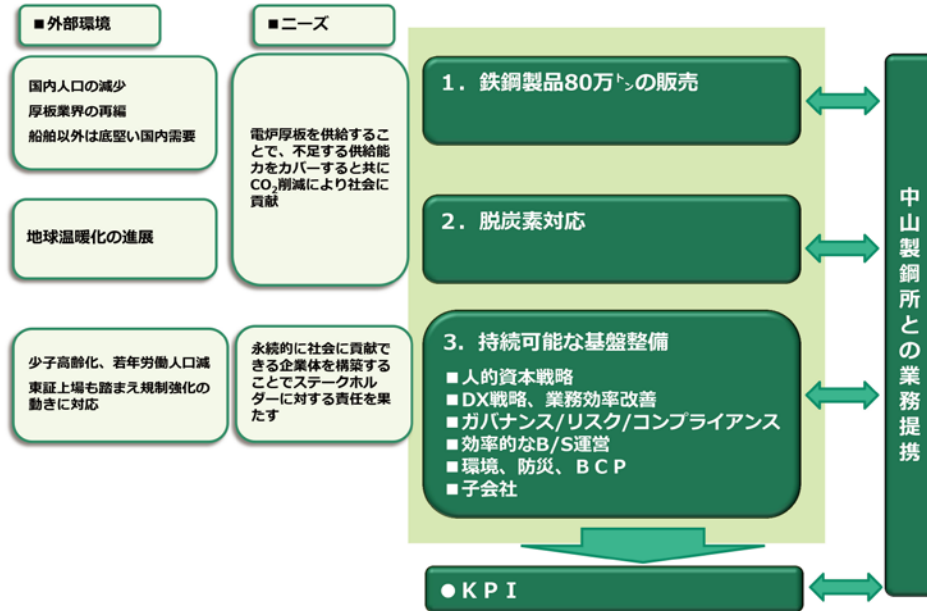 ■外部環境
■ニーズ
国内人口の減少
厚板業界の再編
船舶以外は底堅い国内需要
地球温暖化の進展
電炉厚板を供給するこ
とで、不足する供給能
力をカバーすると共に
CO₂削減により社会に
貢献
1．鉄鋼製品80万㌧の販売
2．脱炭素対応
少子高齢化、若年労働人口減
東証上場も踏まえ規制強化の
動きに対応
永続的に社会に貢献で
きる企業体を構築する
ことでステークホル
ダーに対する責任を果
たす
3．持続可能な基盤整備
■人的資本戦略
■DX戦略、業務効率改善
■ガバナンス/リスク/コンプライアンス
■効率的なB/S運営
■環境、防災、ＢＣＰ
■子会社
●ＫＰＩ
中山製鋼所との業務提携